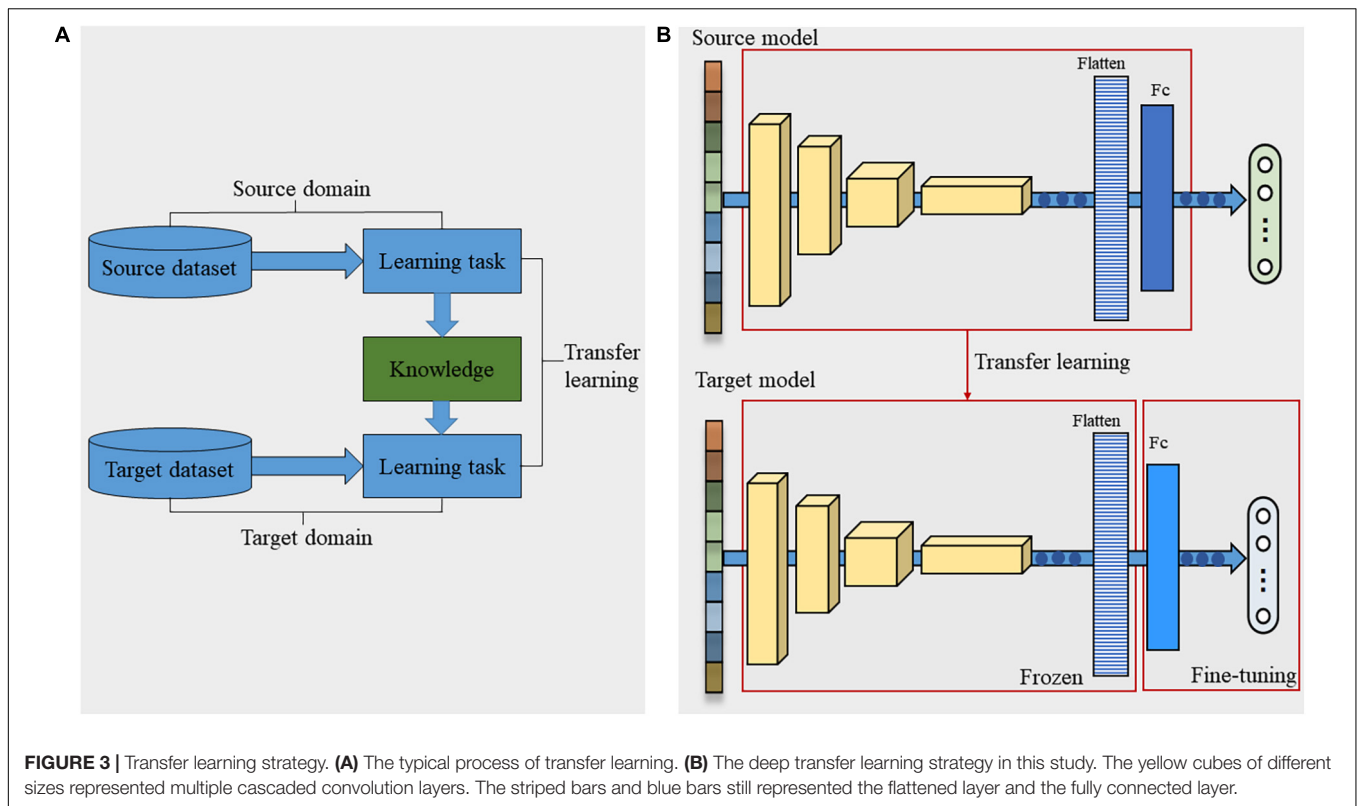 A
Source domain
Source dataset
Learning task
Knowledge
Transfer
learning
Target dataset
Learning task
Target domain
B
Source model
Flatten
Fc
Transfer learning
Target model
Flatten
Fc
Frozen
Fine-tuning
FIGURE 3 | Transfer learning strategy. (A) The typical process of transfer learning. (B) The deep transfer learning strategy in this study. The yellow cubes of different
sizes represented multiple cascaded convolution layers. The striped bars and blue bars still represented the flattened layer and the fully connected layer.